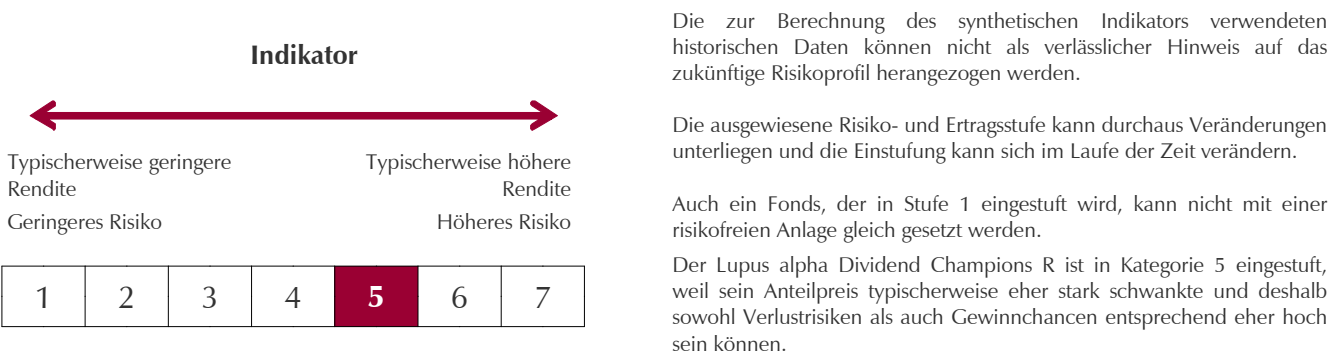 Indikator
Typischerweise geringere
Rendite
Geringeres Risiko
Typischerweise höhere
Rendite
Höheres Risiko
1 2 3 4 5 6 7
Die zur Berechnung des synthetischen Indikators verwendeten
historischen Daten können nicht als verlässlicher Hinweis auf das
zukünftige Risikoprofil herangezogen werden.
Die ausgewiesene Risiko- und Ertragsstufe kann durchaus Veränderungen
unterliegen und die Einstufung kann sich im Laufe der Zeit verändern.
Auch ein Fonds, der in Stufe 1 eingestuft wird, kann nicht mit einer
risikofreien Anlage gleich gesetzt werden.
Der Lupus alpha Dividend Champions R ist in Kategorie 5 eingestuft,
weil sein Anteilpreis typischerweise eher stark schwankte und deshalb
sowohl Verlustrisiken als auch Gewinnchancen entsprechend eher hoch
sein können.